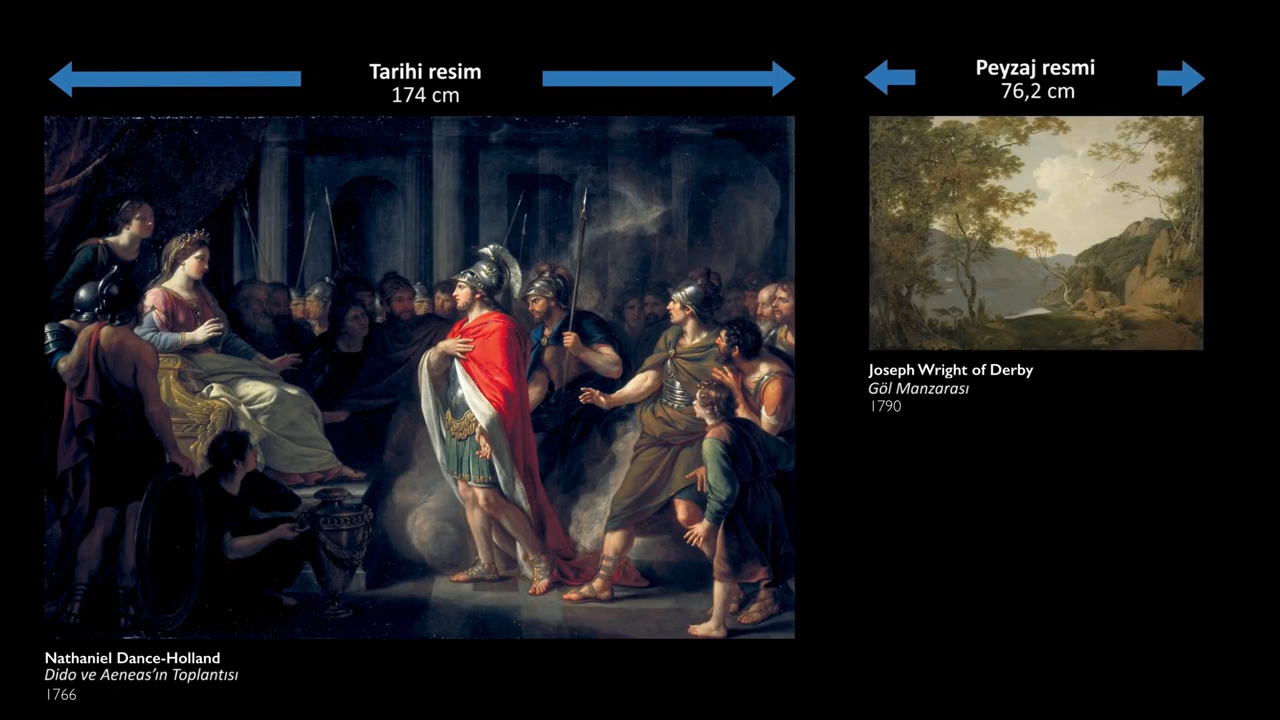 Tarihi resim
174 cm
Peyzaj resmi
76,2 cm
Joseph Wright of Derby
Göl Manzarası
1790
Nathaniel Dance-Holland
Dido ve Aeneas’ın Toplantısı
1766